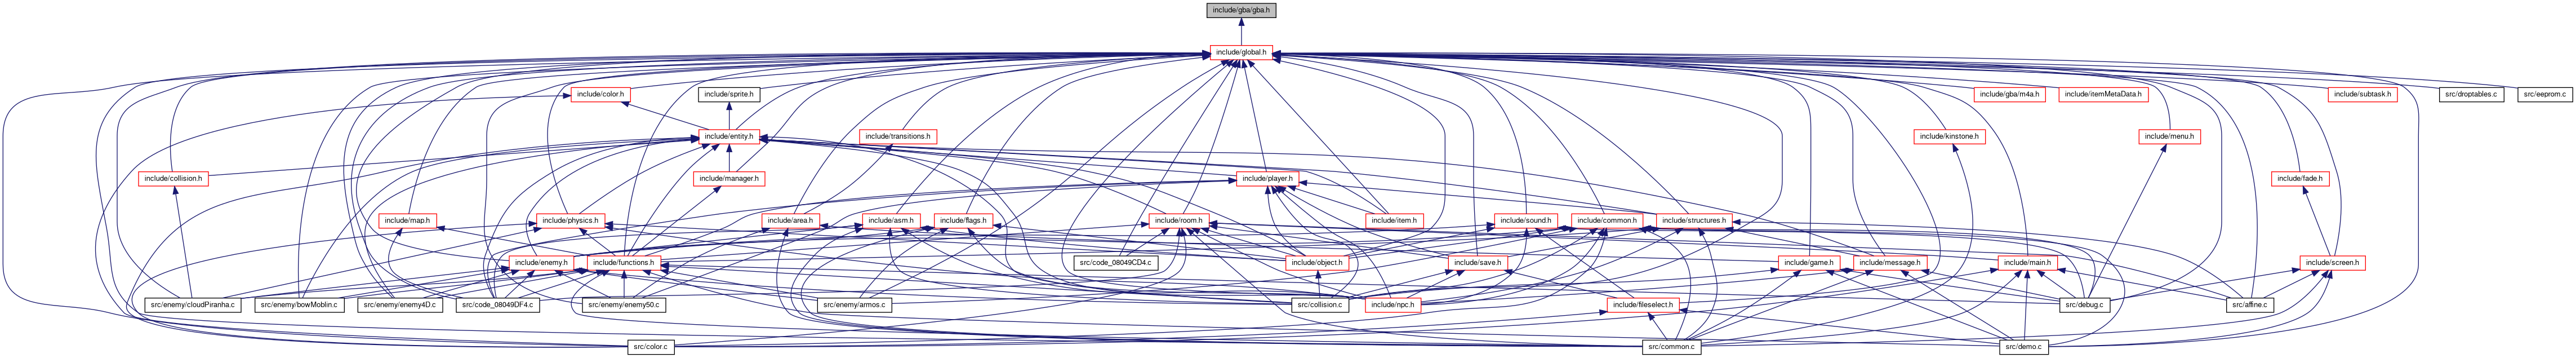 include/gba/gba.h
include/global.h
include/color.h
include/sprite.h
include/gba/m4a.h
include/itemMetaData.h
include/subtask.h
src/droptables.c
src/eeprom.c
include/entity.h
include/transitions.h
include/kinstone.h
include/menu.h
include/collision.h
include/manager.h
include/player.h
include/fade.h
include/map.h
include/physics.h
include/area.h
include/asm.h
include/flags.h
include/room.h
include/item.h
include/sound.h
include/common.h
include/structures.h
include/enemy.h
include/functions.h
src/code_08049CD4.c
include/object.h
include/save.h
include/game.h
include/message.h
include/main.h
include/screen.h
src/enemy/cloudPiranha.c
src/enemy/bowMoblin.c
src/enemy/enemy4D.c
src/code_08049DF4.c
src/enemy/enemy50.c
src/enemy/armos.c
src/collision.c
include/npc.h
include/fileselect.h
src/debug.c
src/affine.c
src/color.c
src/common.c
src/demo.c